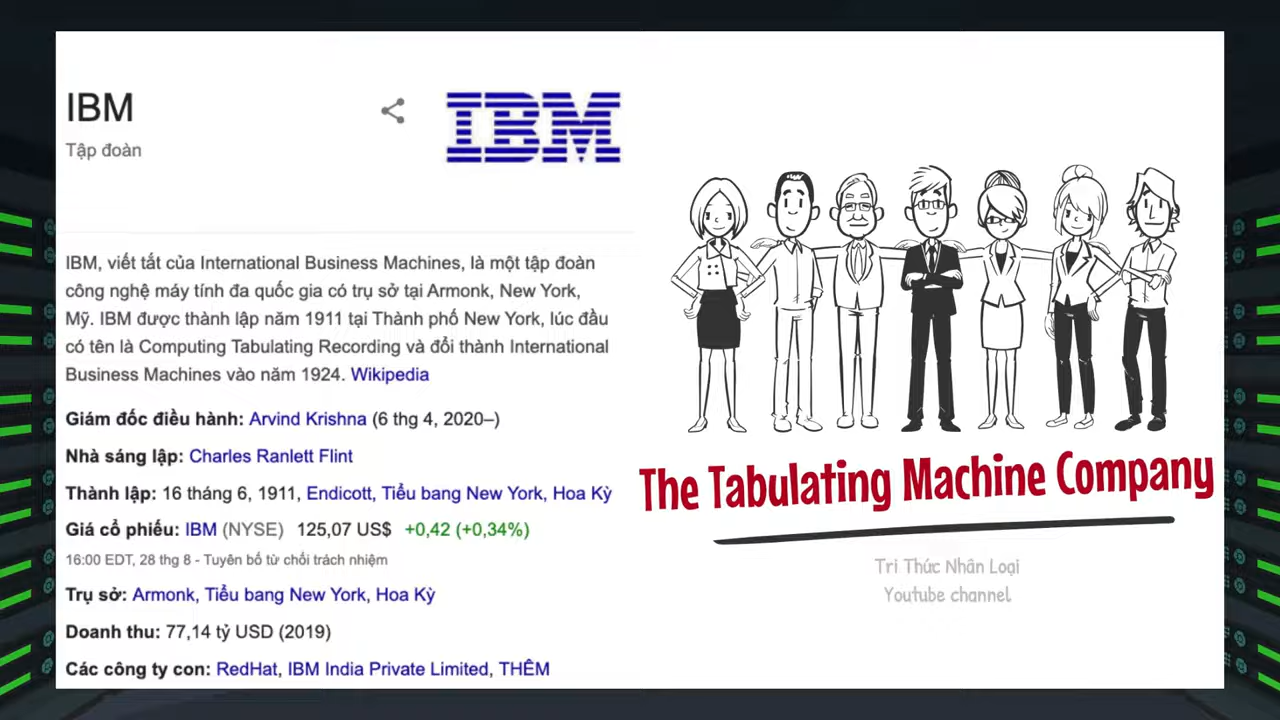 IBM
IBM
Tập đoàn
IBM, viết tắt của International Business Machines, là một tập đoàn
công nghệ máy tính đa quốc gia có trụ sở tại Armonk, New York,
Mỹ. IBM được thành lập năm 1911 tại Thành phố New York, lúc đầu
có tên là Computing Tabulating Recording và đổi thành International
Business Machines vào năm 1924. Wikipedia
Giám đốc điều hành: Arvind Krishna (6 thg 4, 2020–)
Nhà sáng lập: Charles Ranlett Flint
Thành lập: 16 tháng 6, 1911, Endicott, Tiểu bang New York, Hoa Kỳ
Giá cổ phiếu: IBM (NYSE) 125,07 US$ +0,42 (+0,34%)
16:00 EDT, 28 thg 8 - Tuyên bố từ chối trách nhiệm
Trụ sở: Armonk, Tiểu bang New York, Hoa Kỳ
Doanh thu: 77,14 tỷ USD (2019)
Các công ty con: RedHat, IBM India Private Limited, THÊM
The Tabulating Machine Company
Tri Thức Nhân Loại
Youtube channel